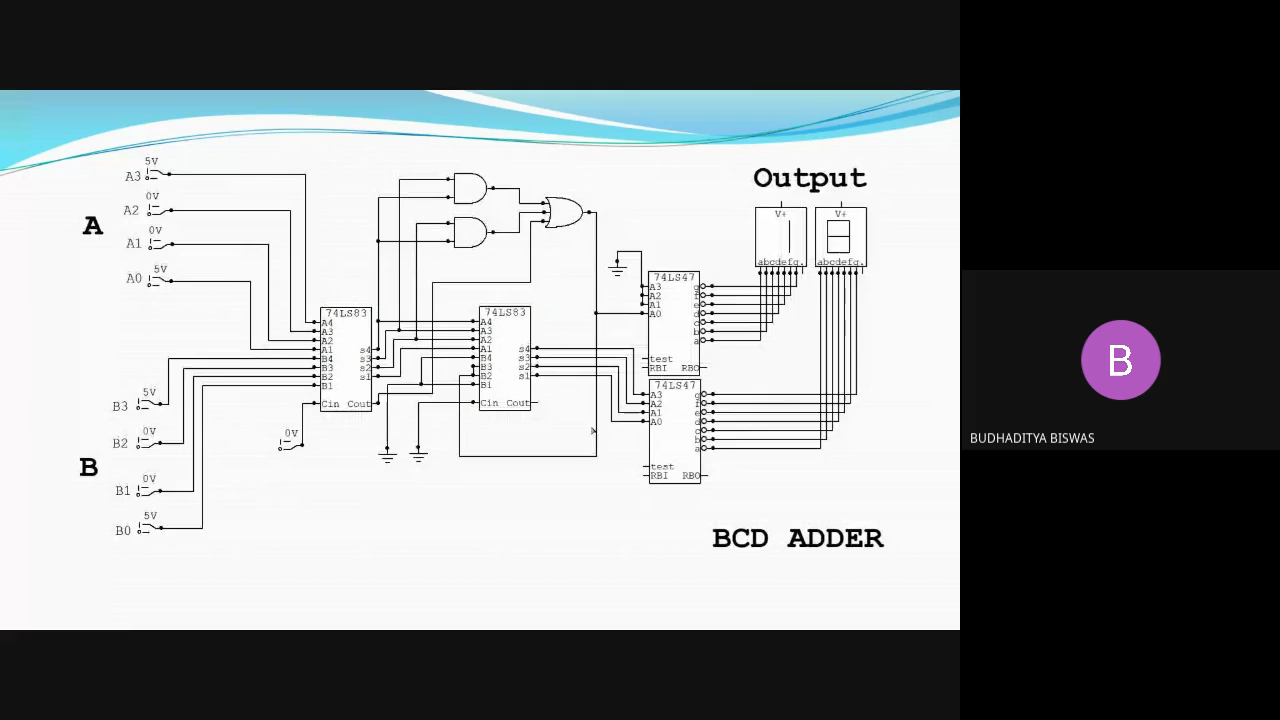 Output
5V
A3
0V
A2
A
0V
A1
5V
A0
V+
abcdefg.
V+
abcdefg.
74LS83
A4
A3
A2
A1
B4
B3
B2
B1
Cin Cout
s4
s3
s2
s1
74LS83
A4
A3
A2
A1
B4
B3
B2
B1
Cin Cout
s4
s3
s2
s1
74LS47
A3
A2
A1
A0
test
RBI RBO
g
f
e
d
c
b
a
74LS47
A3
A2
A1
A0
test
RBI RBO
g
f
e
d
c
b
a
5V
B3
0V
B2
0V
B
0V
B1
5V
B0
BCD ADDER
B
BUDHADITYA BISWAS